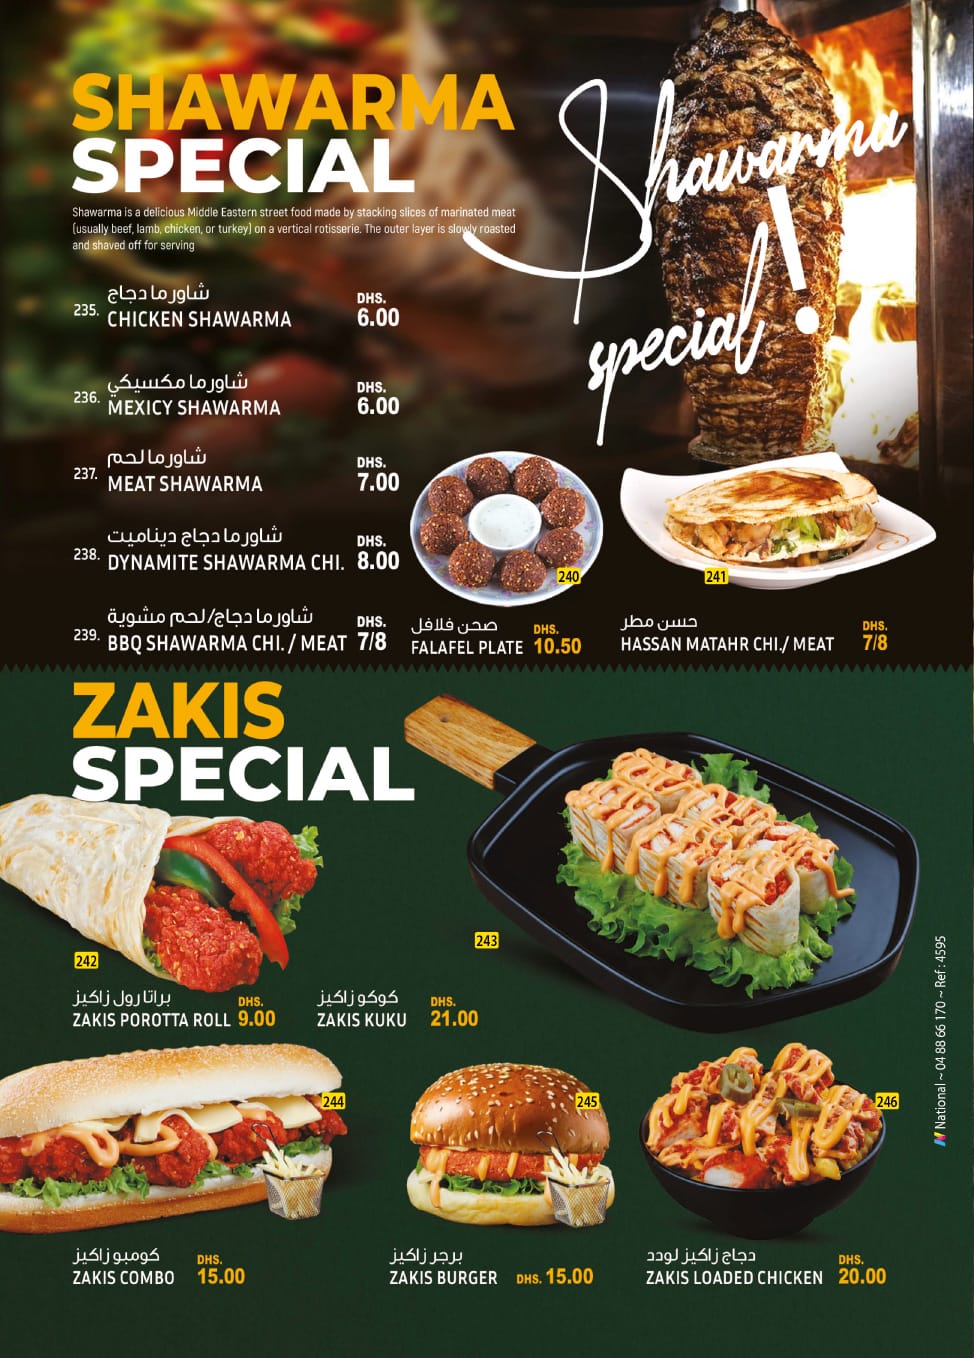 SHAWARMA
SPECIAL
Shawarma is a delicious Middle Eastern street food made by stacking slices of marinated meat
(usually beef, lamb, chicken, or turkey) on a vertical rotisserie. The outer layer is slowly roasted
and shaved off for serving
Shawarma
special!
235.
شاورما دجاج
CHICKEN SHAWARMA
DHS.
6.00
236.
شاورما مكسيكي
MEXICY SHAWARMA
DHS.
6.00
237.
شاورما لحم
MEAT SHAWARMA
DHS.
7.00
238.
شاورما دجاج ديناميت
DYNAMITE SHAWARMA CHI.
DHS.
8.00
239.
شاورما دجاج/لحم مشوية
BBQ SHAWARMA CHI. / MEAT
DHS.
7/8
240
صحن فلافل
FALAFEL PLATE
DHS.
10.50
241
حسن مطر
HASSAN MATAHR CHI./ MEAT
DHS.
7/8
ZAKIS
SPECIAL
242
براتا رول زاكيز
ZAKIS POROTTA ROLL
DHS.
9.00
243
كوكو زاكيز
ZAKIS KUKU
DHS.
21.00
244
كومبو زاكيز
ZAKIS COMBO
DHS.
15.00
245
برجر زاكيز
ZAKIS BURGER
DHS. 15.00
246
دجاج زاكيز لودد
ZAKIS LOADED CHICKEN
DHS.
20.00
National ~ 04 88 66 170 ~ Ref : 4595